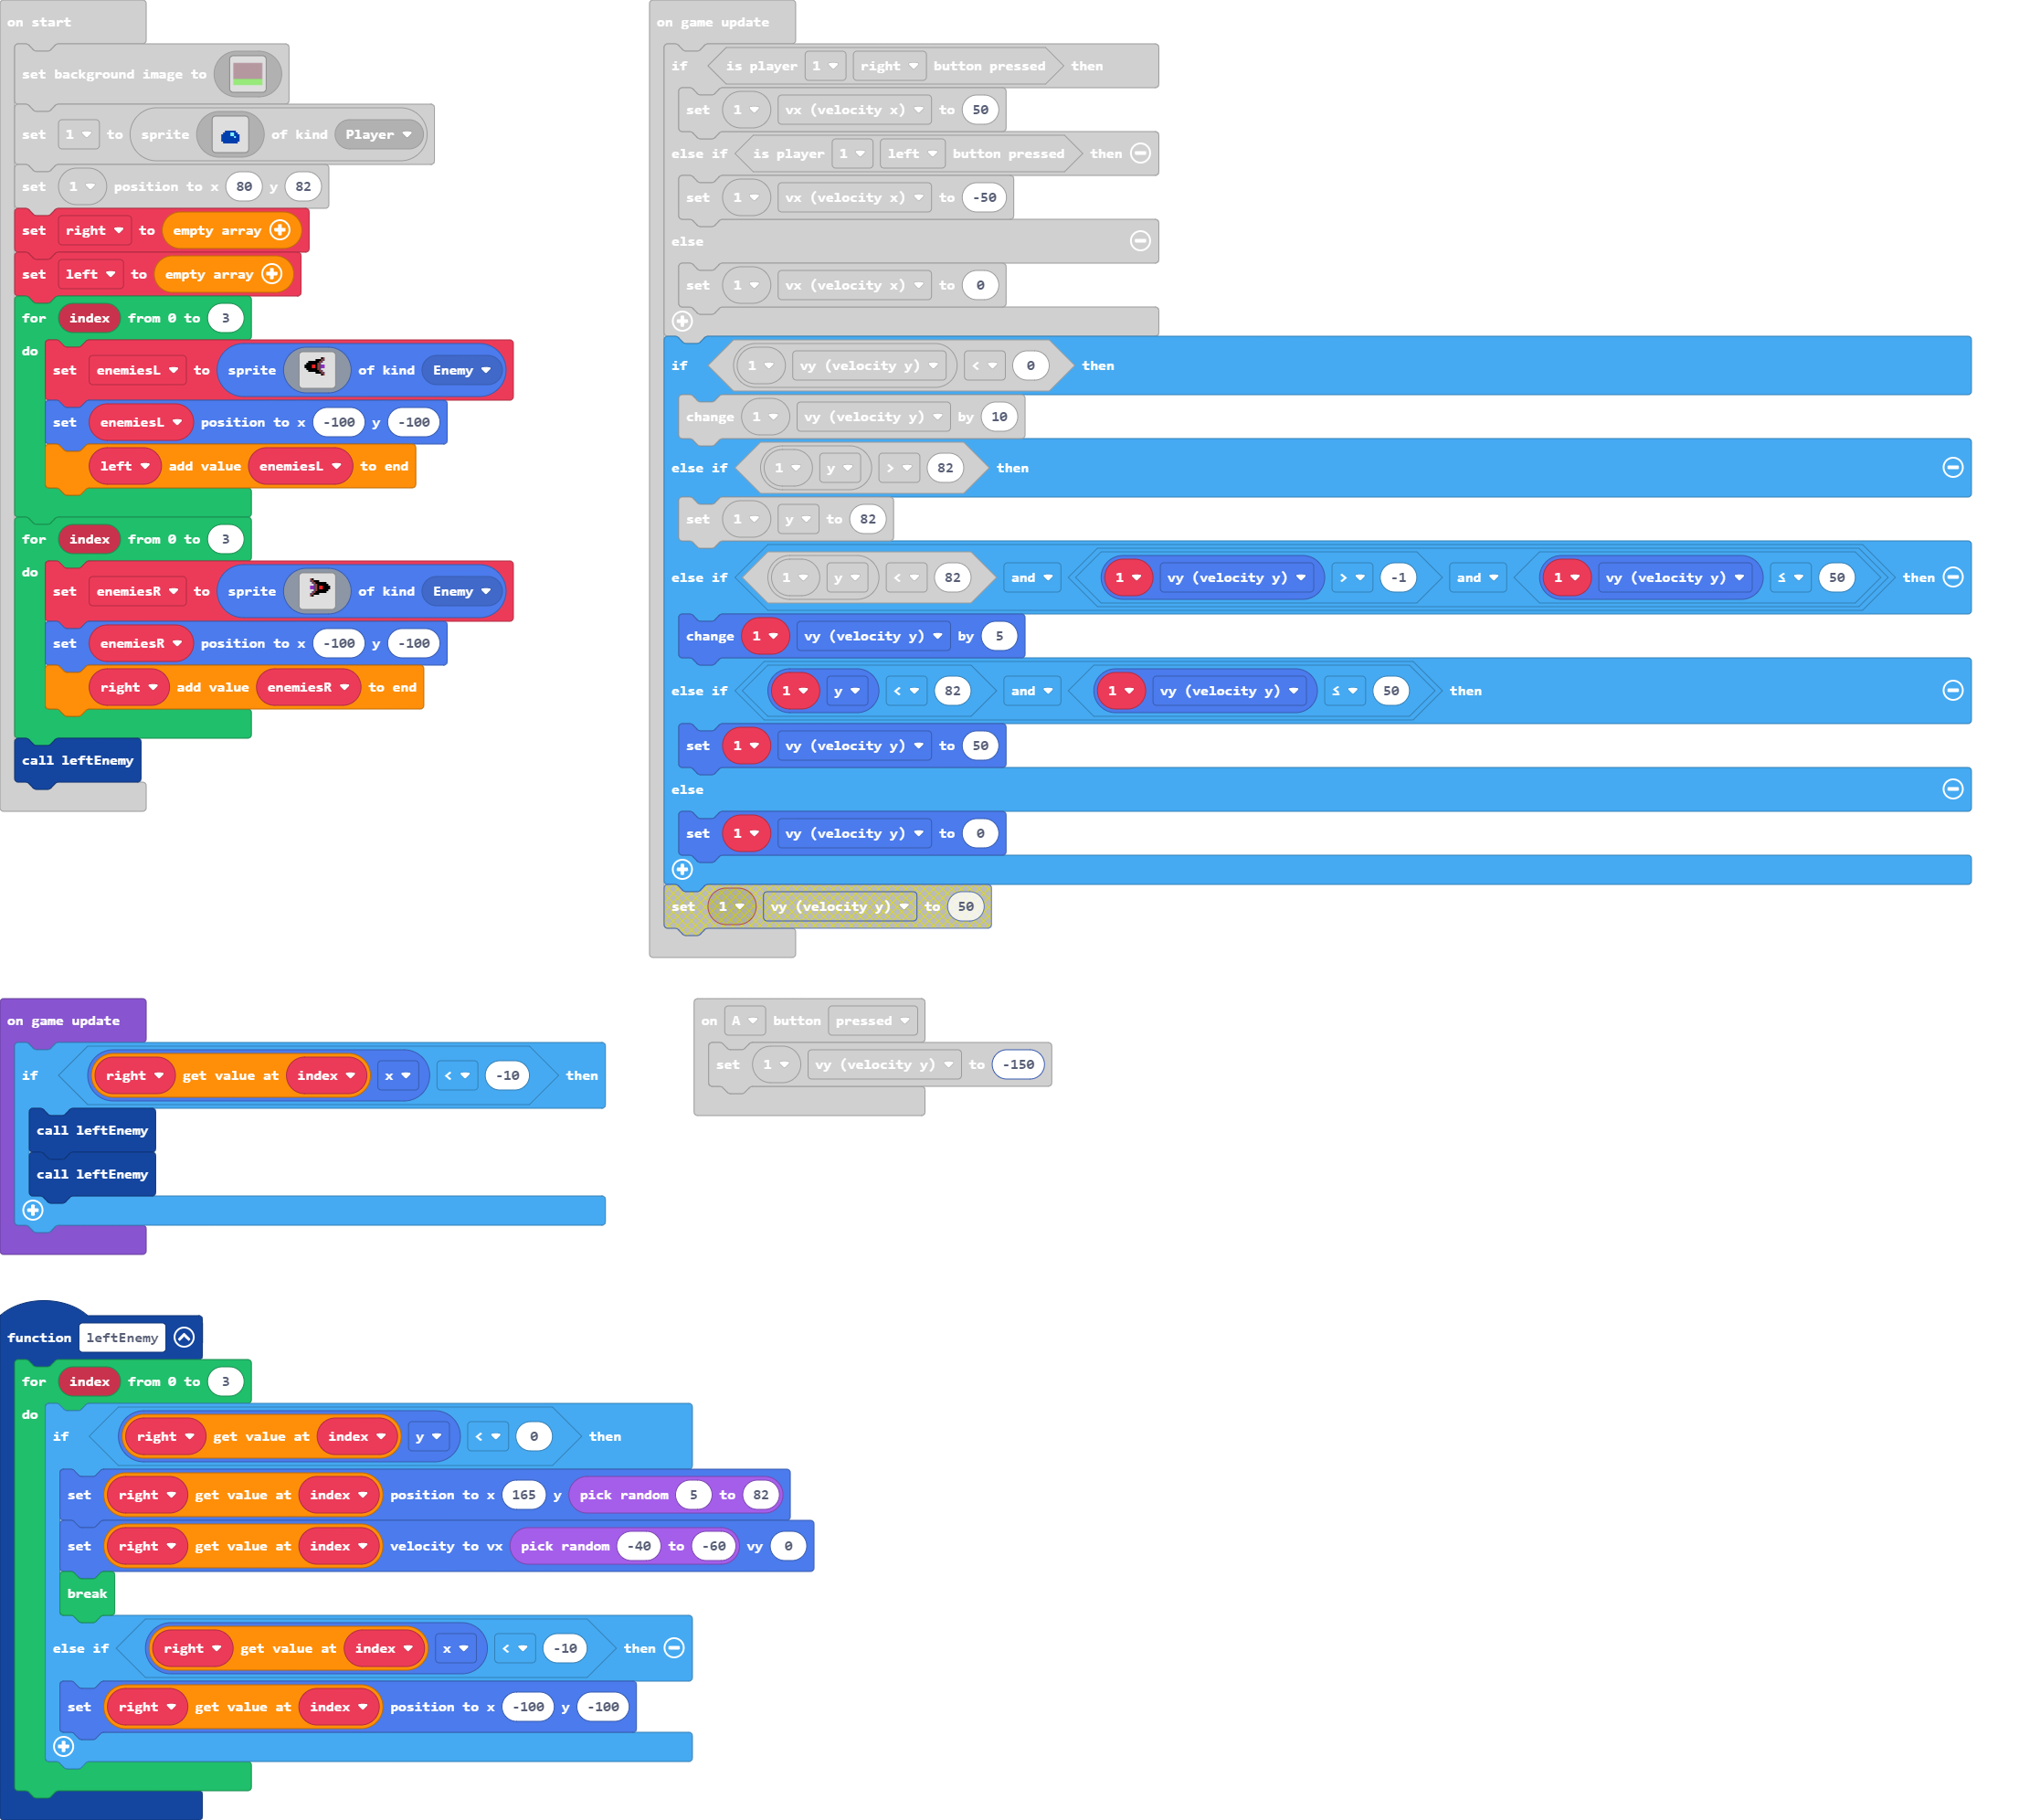 on start
set background image to
set 1 to sprite of kind Player
set 1 position to x 80 y 82
set right to empty array
set left to empty array
for index from 0 to 3
do
set enemiesL to sprite of kind Enemy
set enemiesL position to x -100 y -100
left add value enemiesL to end
for index from 0 to 3
do
set enemiesR to sprite of kind Enemy
set enemiesR position to x -100 y -100
right add value enemiesR to end
call leftEnemy
on game update
if is player 1 right button pressed then
set 1 vx (velocity x) to 50
else if is player 1 left button pressed then
set 1 vx (velocity x) to -50
else
set 1 vx (velocity x) to 0
if 1 vy (velocity y) < 0 then
change 1 vy (velocity y) by 10
else if 1 y > 82 then
set 1 y to 82
else if 1 y < 82 and 1 vy (velocity y) > -1 and 1 vy (velocity y) ≤ 50 then
change 1 vy (velocity y) by 5
else if 1 y < 82 and 1 vy (velocity y) ≤ 50 then
set 1 vy (velocity y) to 50
else
set 1 vy (velocity y) to 0
set 1 vy (velocity y) to 50
on game update
if right get value at index x < -10 then
call leftEnemy
call leftEnemy
on A button pressed
set 1 vy (velocity y) to -150
function leftEnemy
for index from 0 to 3
do
if right get value at index y < 0 then
set right get value at index position to x 165 y pick random 5 to 82
set right get value at index velocity to vx pick random -40 to -60 vy 0
break
else if right get value at index x < -10 then
set right get value at index position to x -100 y -100